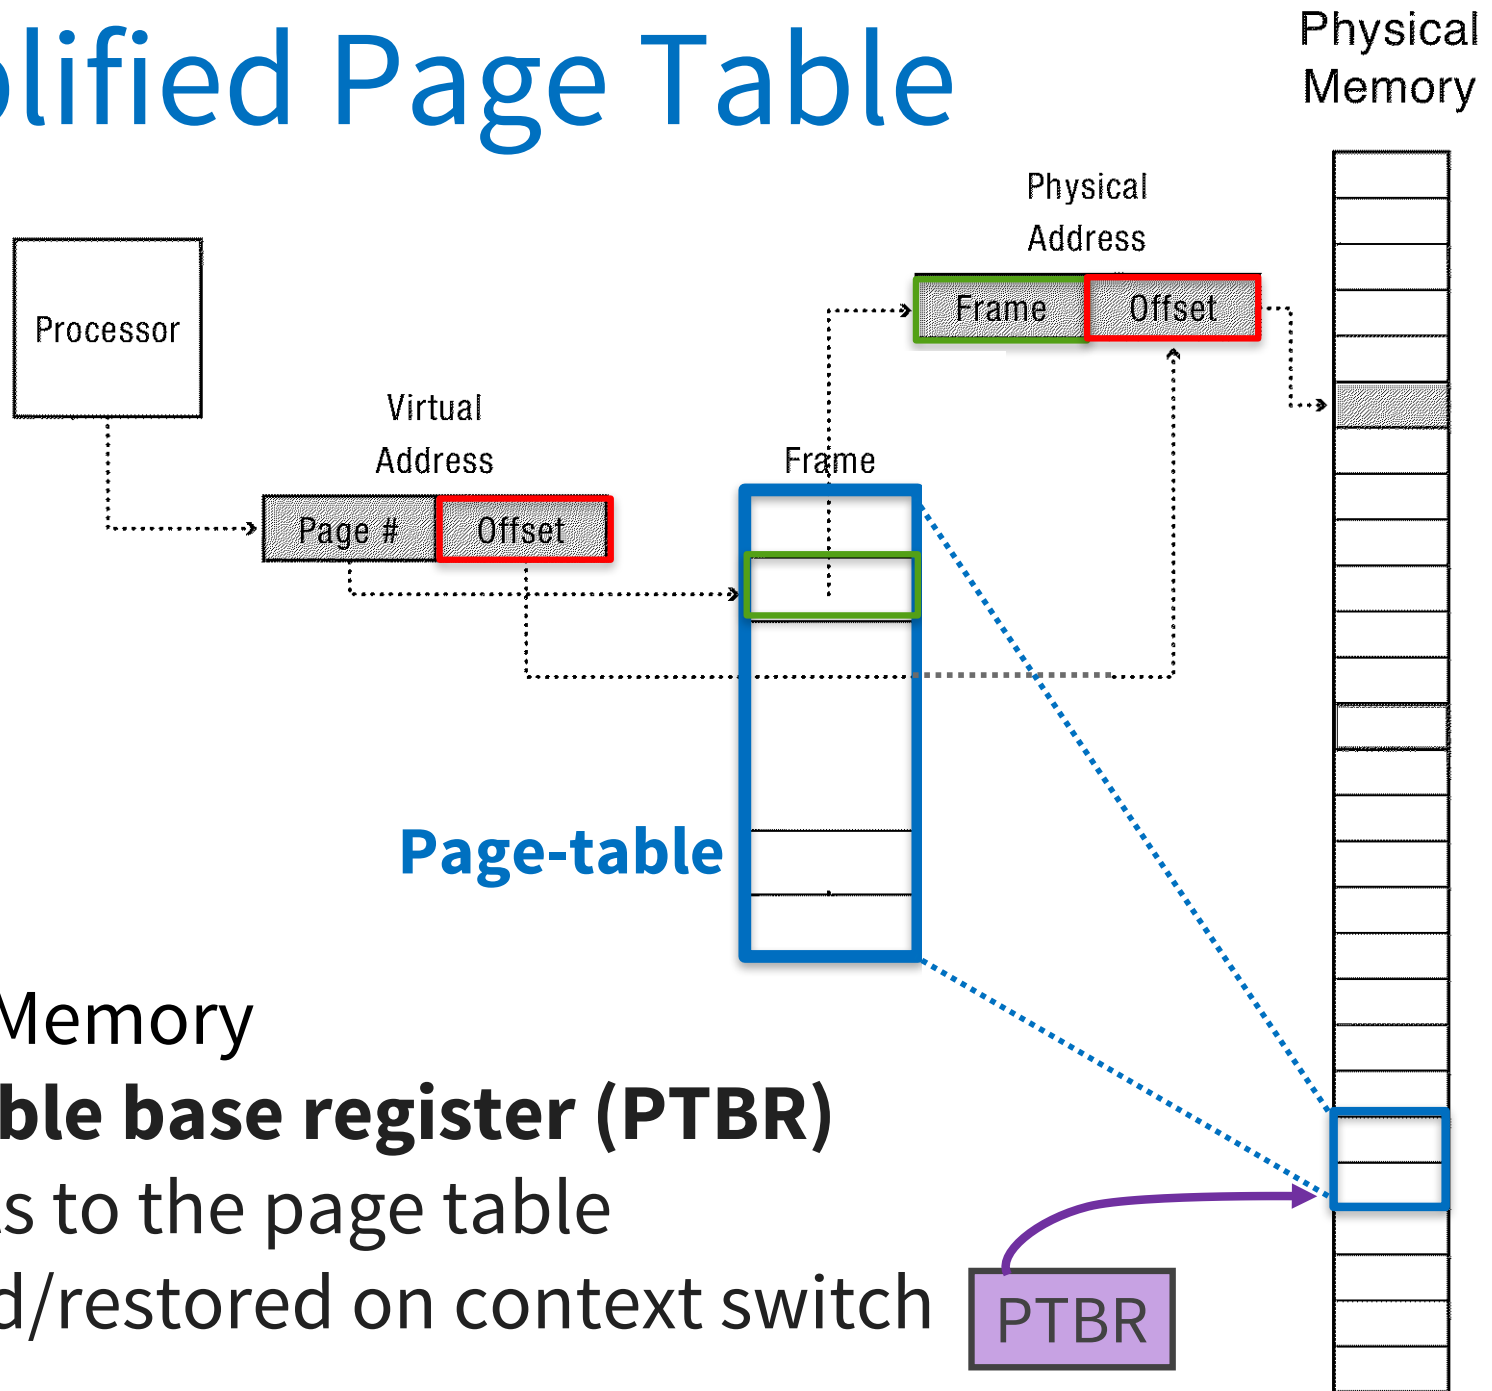 plified Page Table
Physical
Memory
Physical
Address
Processor
Frame Offset
Virtual
Address
Frame
Page # Offset
Page-table
Memory
ble base register (PTBR)
s to the page table
d/restored on context switch
PTBR